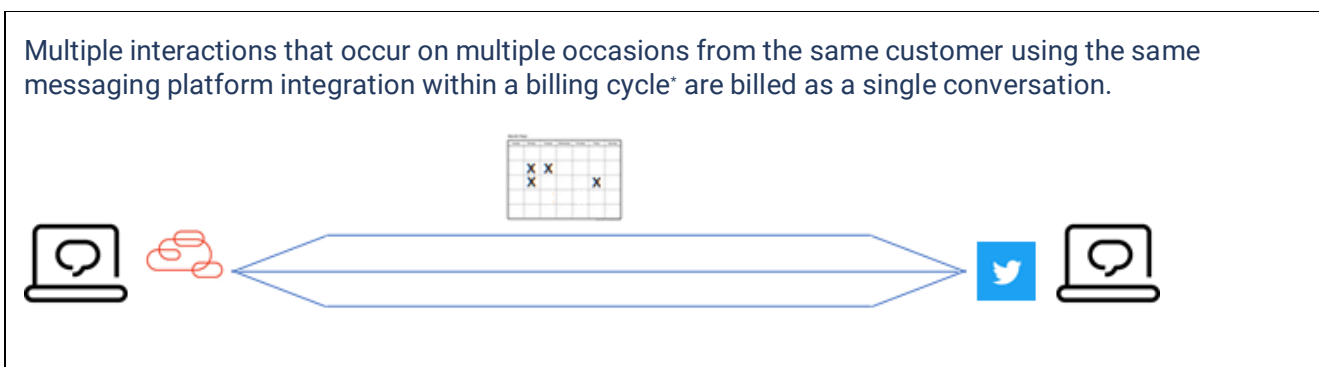 Multiple interactions that occur on multiple occasions from the same customer using the same
messaging platform integration within a billing cycle* are billed as a single conversation.
X X
X X